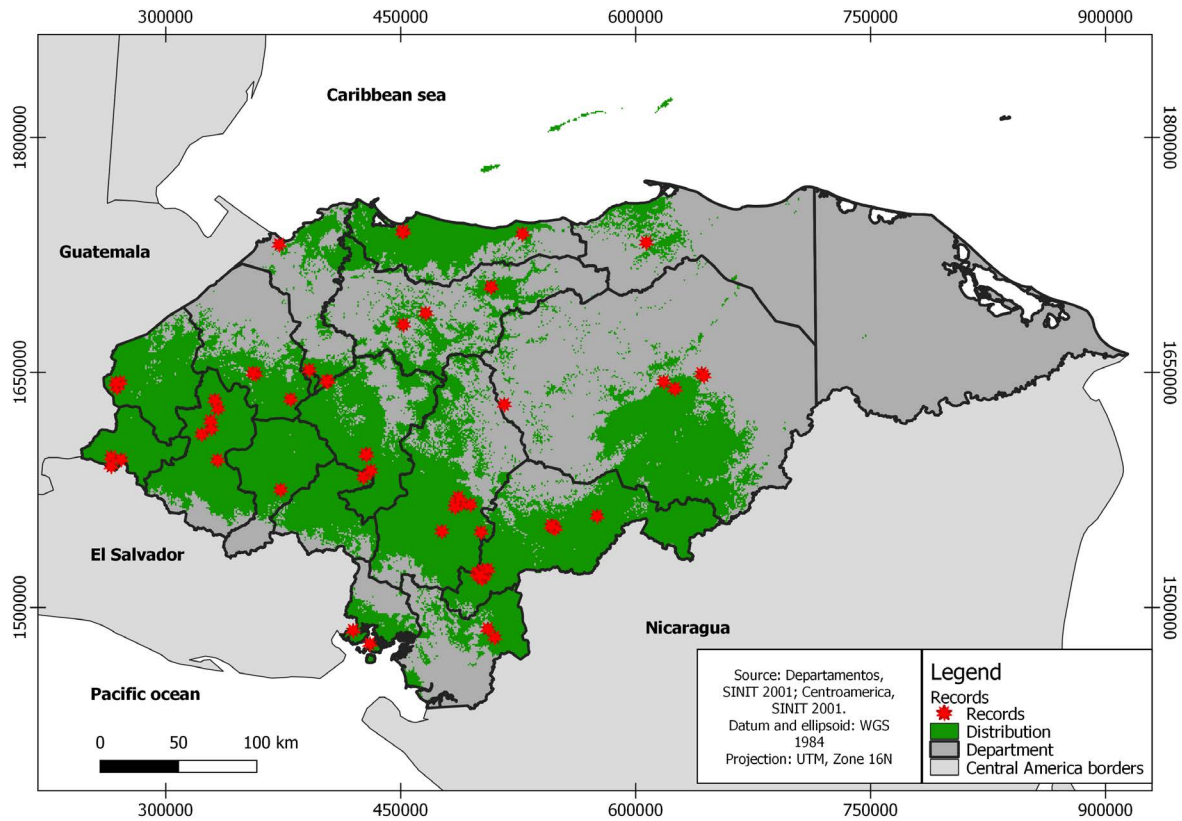 300000 450000 600000 750000 900000
Caribbean sea
1800000
1800000
Guatemala
1650000
1650000
El Salvador
1500000
1500000
Nicaragua
Pacific ocean
0 50 100 km
Source: Departamentos,
SINIT 2001; Centroamerica,
SINIT 2001.
Datum and ellipsoid: WGS
1984
Projection: UTM, Zone 16N
Legend
Records
Records
Distribution
Department
Central America borders
300000 450000 600000 750000 900000